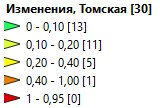 Изменения, Томская [30]
0 - 0,10 [13]
0,10 - 0,20 [11]
0,20 - 0,40 [5]
0,40 - 1,00 [1]
1 - 0,95 [0]